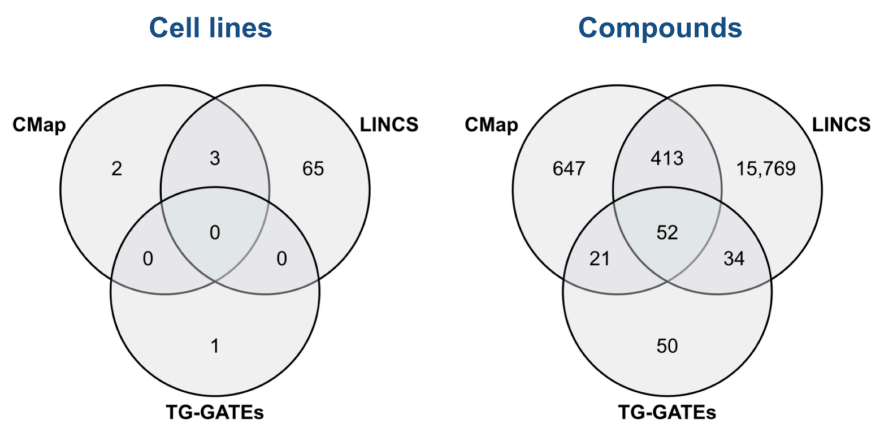 Cell lines
CMap
LINCS
2
3
65
0
0
0
1
TG-GATEs
Compounds
CMap
LINCS
647
413
15,769
52
21
34
50
TG-GATEs